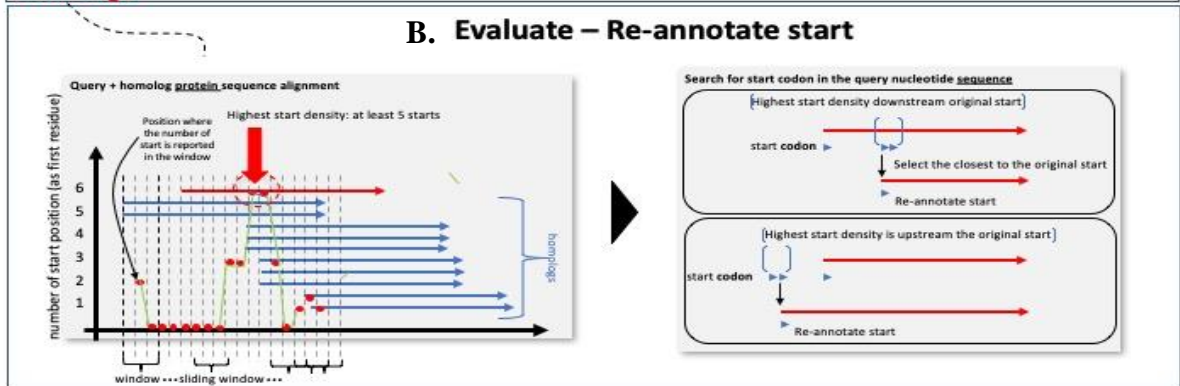 B. Evaluate – Re-annotate start
Query + homolog protein sequence alignment
Position where
the number of
start is reported
in the window
Highest start density: at least 5 starts
number of start position (as first residue)
6
5
4
3
2
1
homologs
window ··· sliding window ···
Search for start codon in the query nucleotide sequence
[Highest start density downstream original start]
start codon
Select the closest to the original start
Re-annotate start
[Highest start density is upstream the original start]
start codon
Re-annotate start